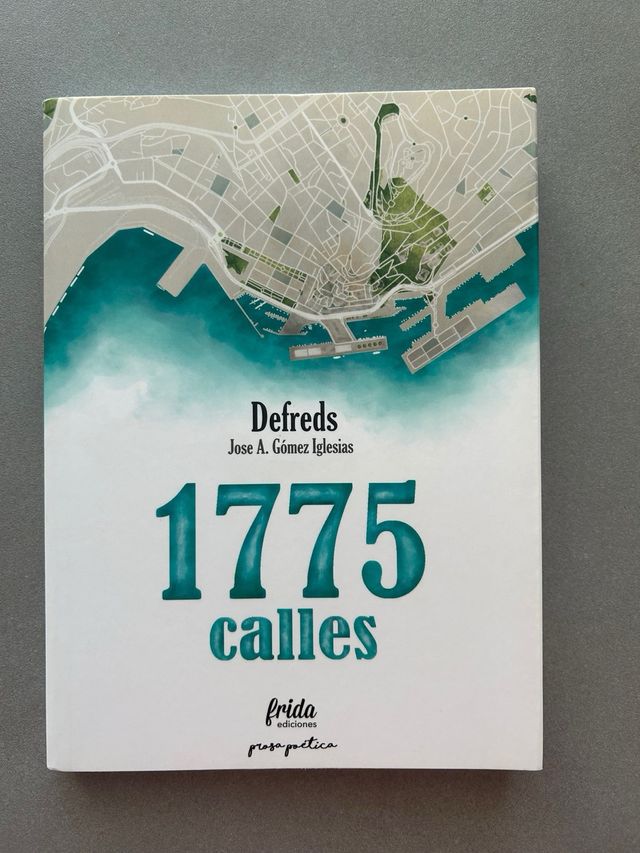 Defreds
Jose A. Gómez Iglesias
1775
calles
frida
ediciones
prosa poética